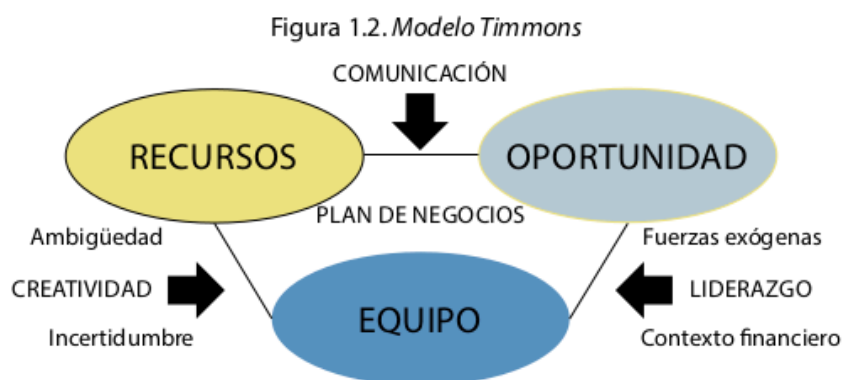 Figura 1.2. Modelo Timmons
COMUNICACIÓN
RECURSOS
OPORTUNIDAD
PLAN DE NEGOCIOS
Ambigüedad
Fuerzas exógenas
CREATIVIDAD
LIDERAZGO
EQUIPO
Incertidumbre
Contexto financiero